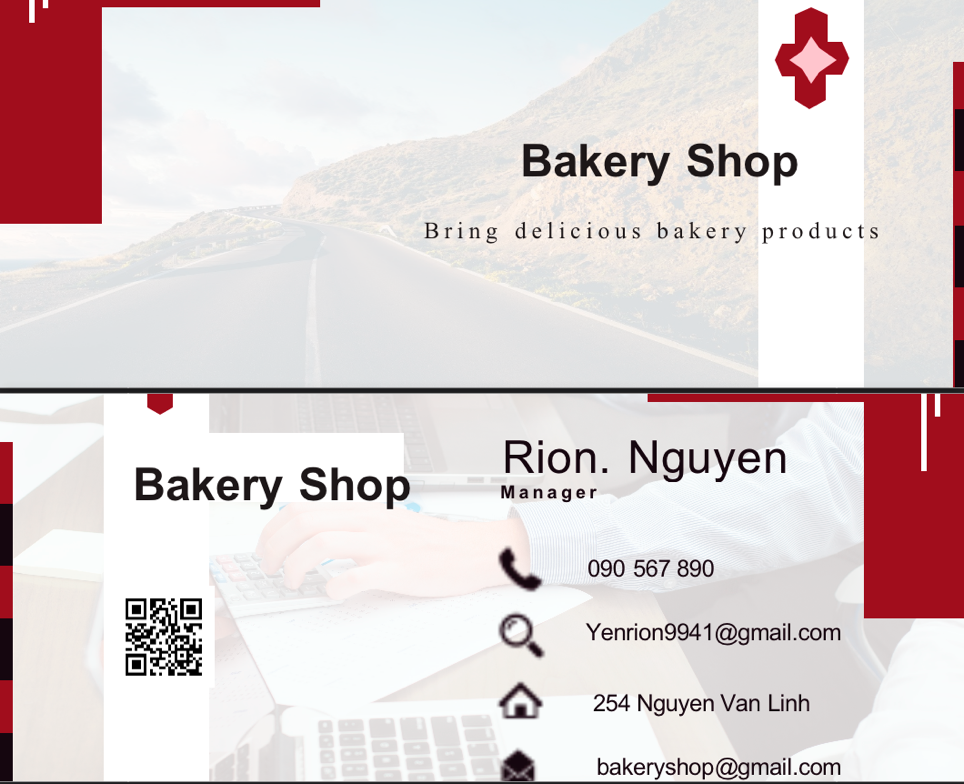 Bakery Shop
Bring delicious bakery products
Bakery Shop
Rion. Nguyen
Manager
090 567 890
Yenrion9941@gmail.com
254 Nguyen Van Linh
bakeryshop@gmail.com